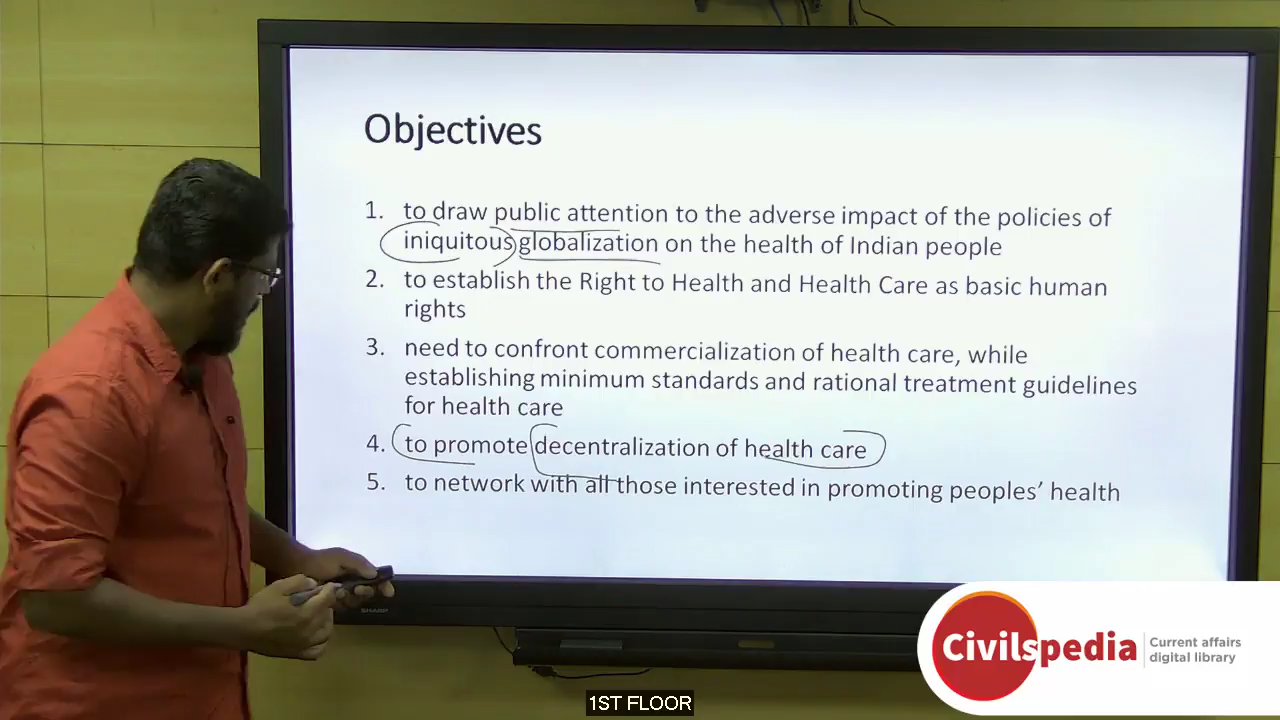 Objectives
1. to draw public attention to the adverse impact of the policies of
iniquitous globalization on the health of Indian people
2. to establish the Right to Health and Health Care as basic human
rights
3. need to confront commercialization of health care, while
establishing minimum standards and rational treatment guidelines
for health care
4. to promote decentralization of health care
5. to network with all those interested in promoting peoples’ health
SHARP
Civilspedia
Current affairs
digital library
1ST FLOOR